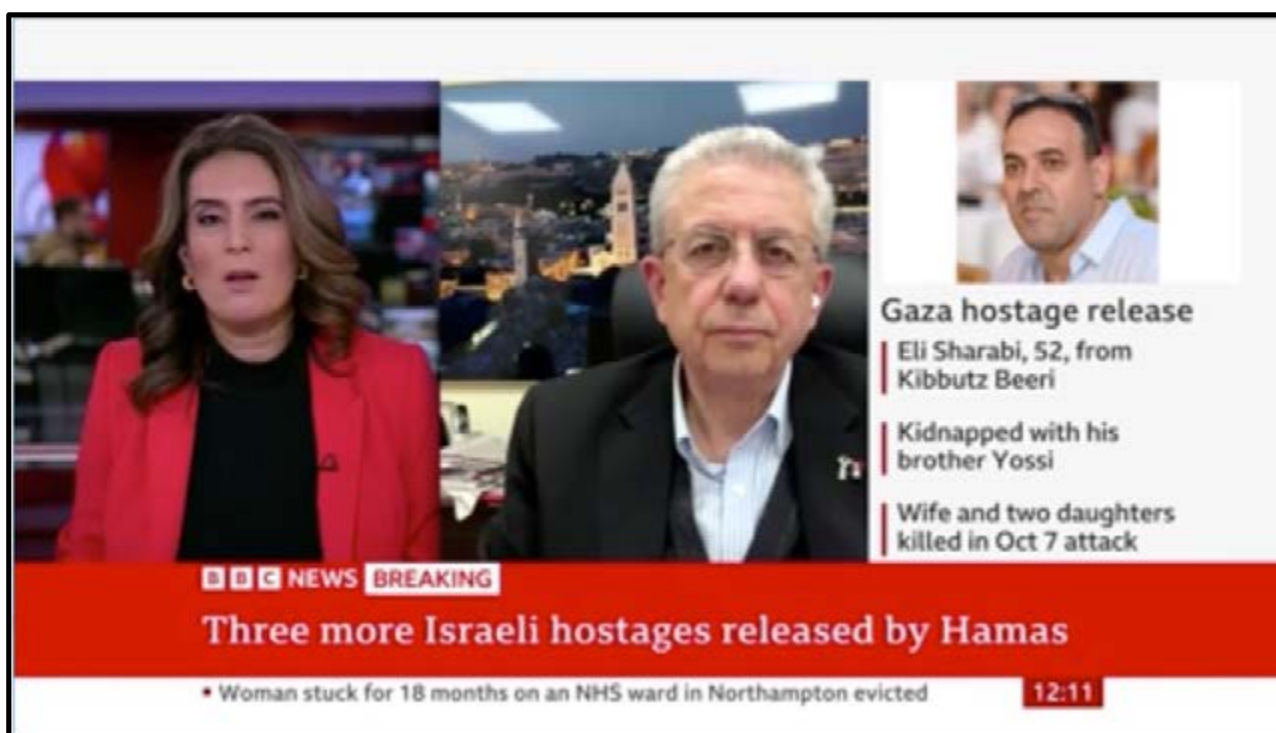 Gaza hostage release
Eli Sharabi, 52, from
Kibbutz Beeri
Kidnapped with his
brother Yossi
Wife and two daughters
killed in Oct 7 attack
BBC NEWS BREAKING
Three more Israeli hostages released by Hamas
• Woman stuck for 18 months on an NHS ward in Northampton evicted 12:11